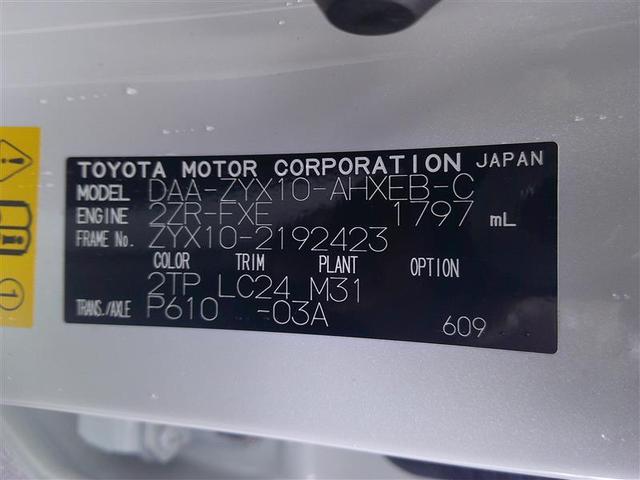 TOYOTA MOTOR CORPORATION JAPAN
MODEL DAA-ZYX10-AHXEB-C
ENGINE 2ZR-FXE 1797 mL
FRAME No. ZYX10-2192423
COLOR TRIM PLANT OPTION
2TP LC24 M31
TRANS./AXLE P610 -03A
609